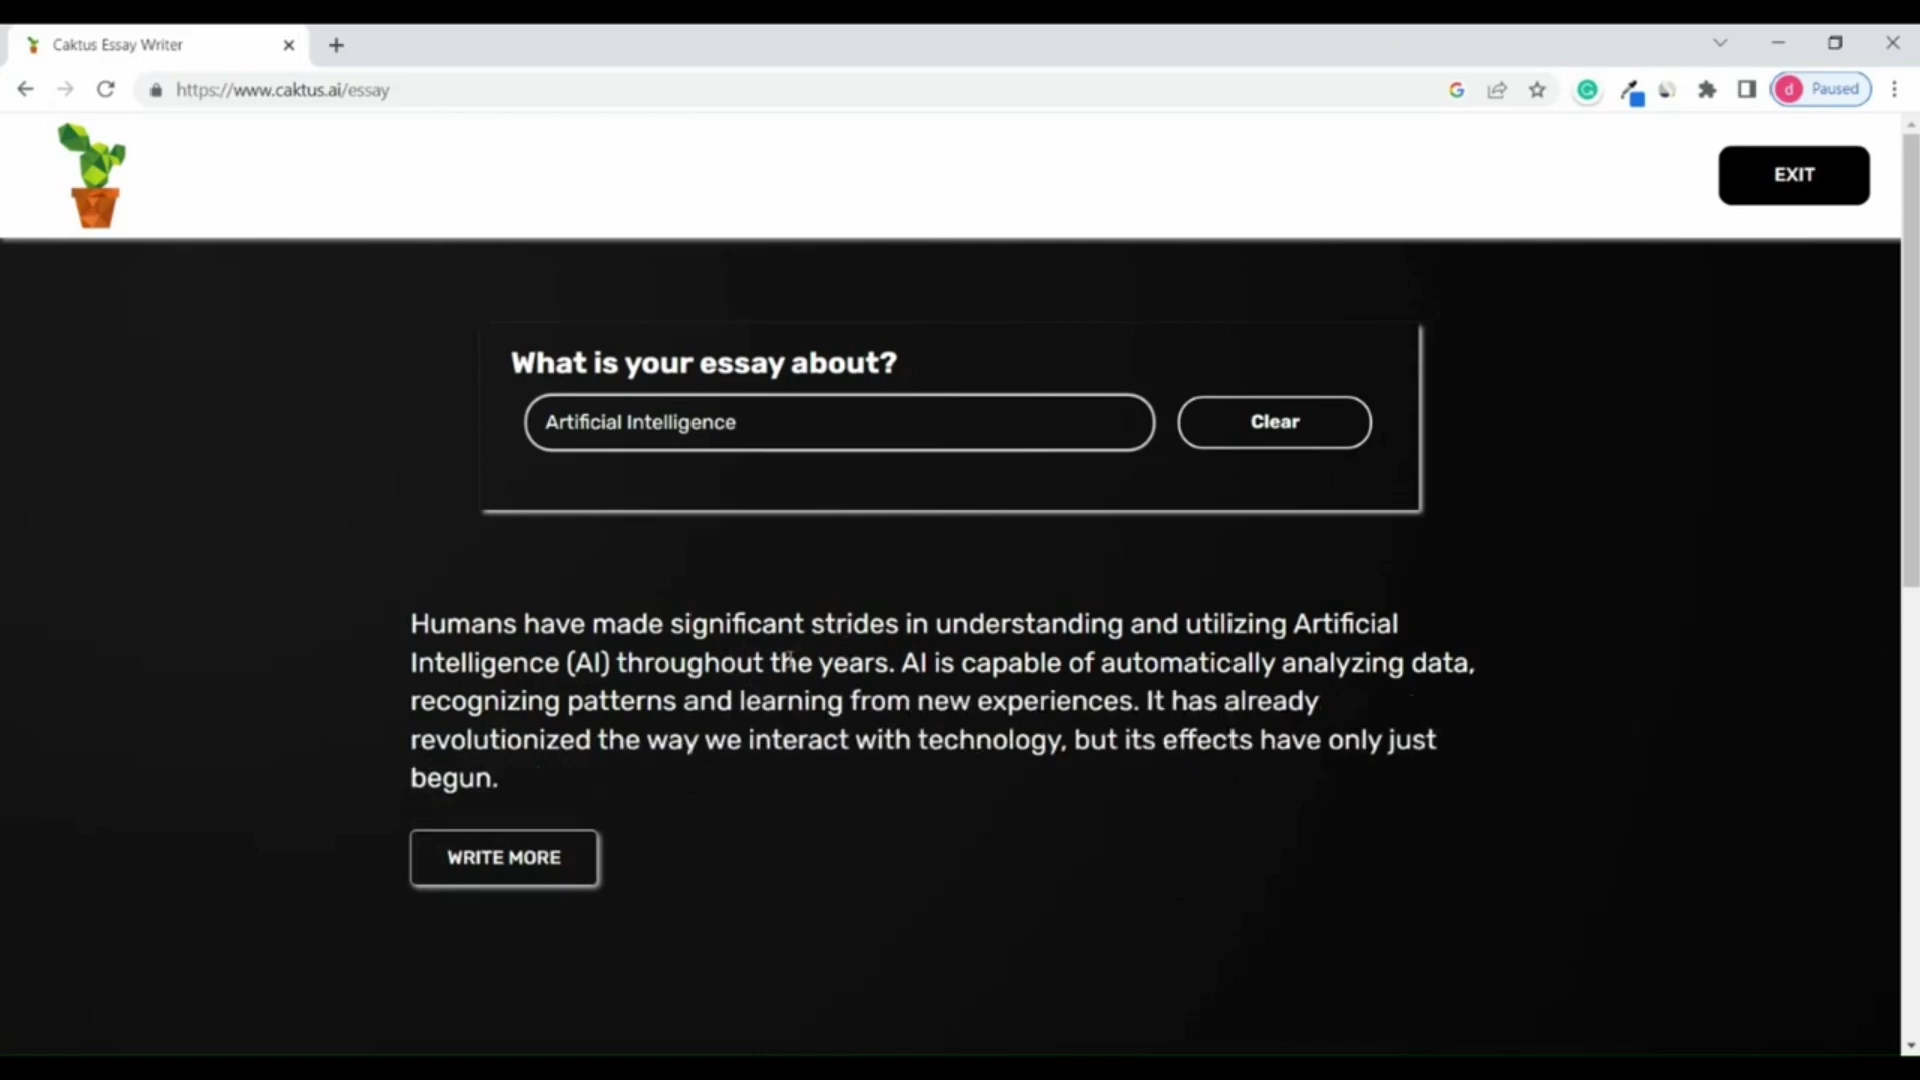 Caktus Essay Writer
https://www.caktus.ai/essay
d Paused
EXIT
What is your essay about?
Artificial Intelligence
Clear
Humans have made significant strides in understanding and utilizing Artificial
Intelligence (AI) throughout the years. AI is capable of automatically analyzing data,
recognizing patterns and learning from new experiences. It has already
revolutionized the way we interact with technology, but its effects have only just
begun.
WRITE MORE